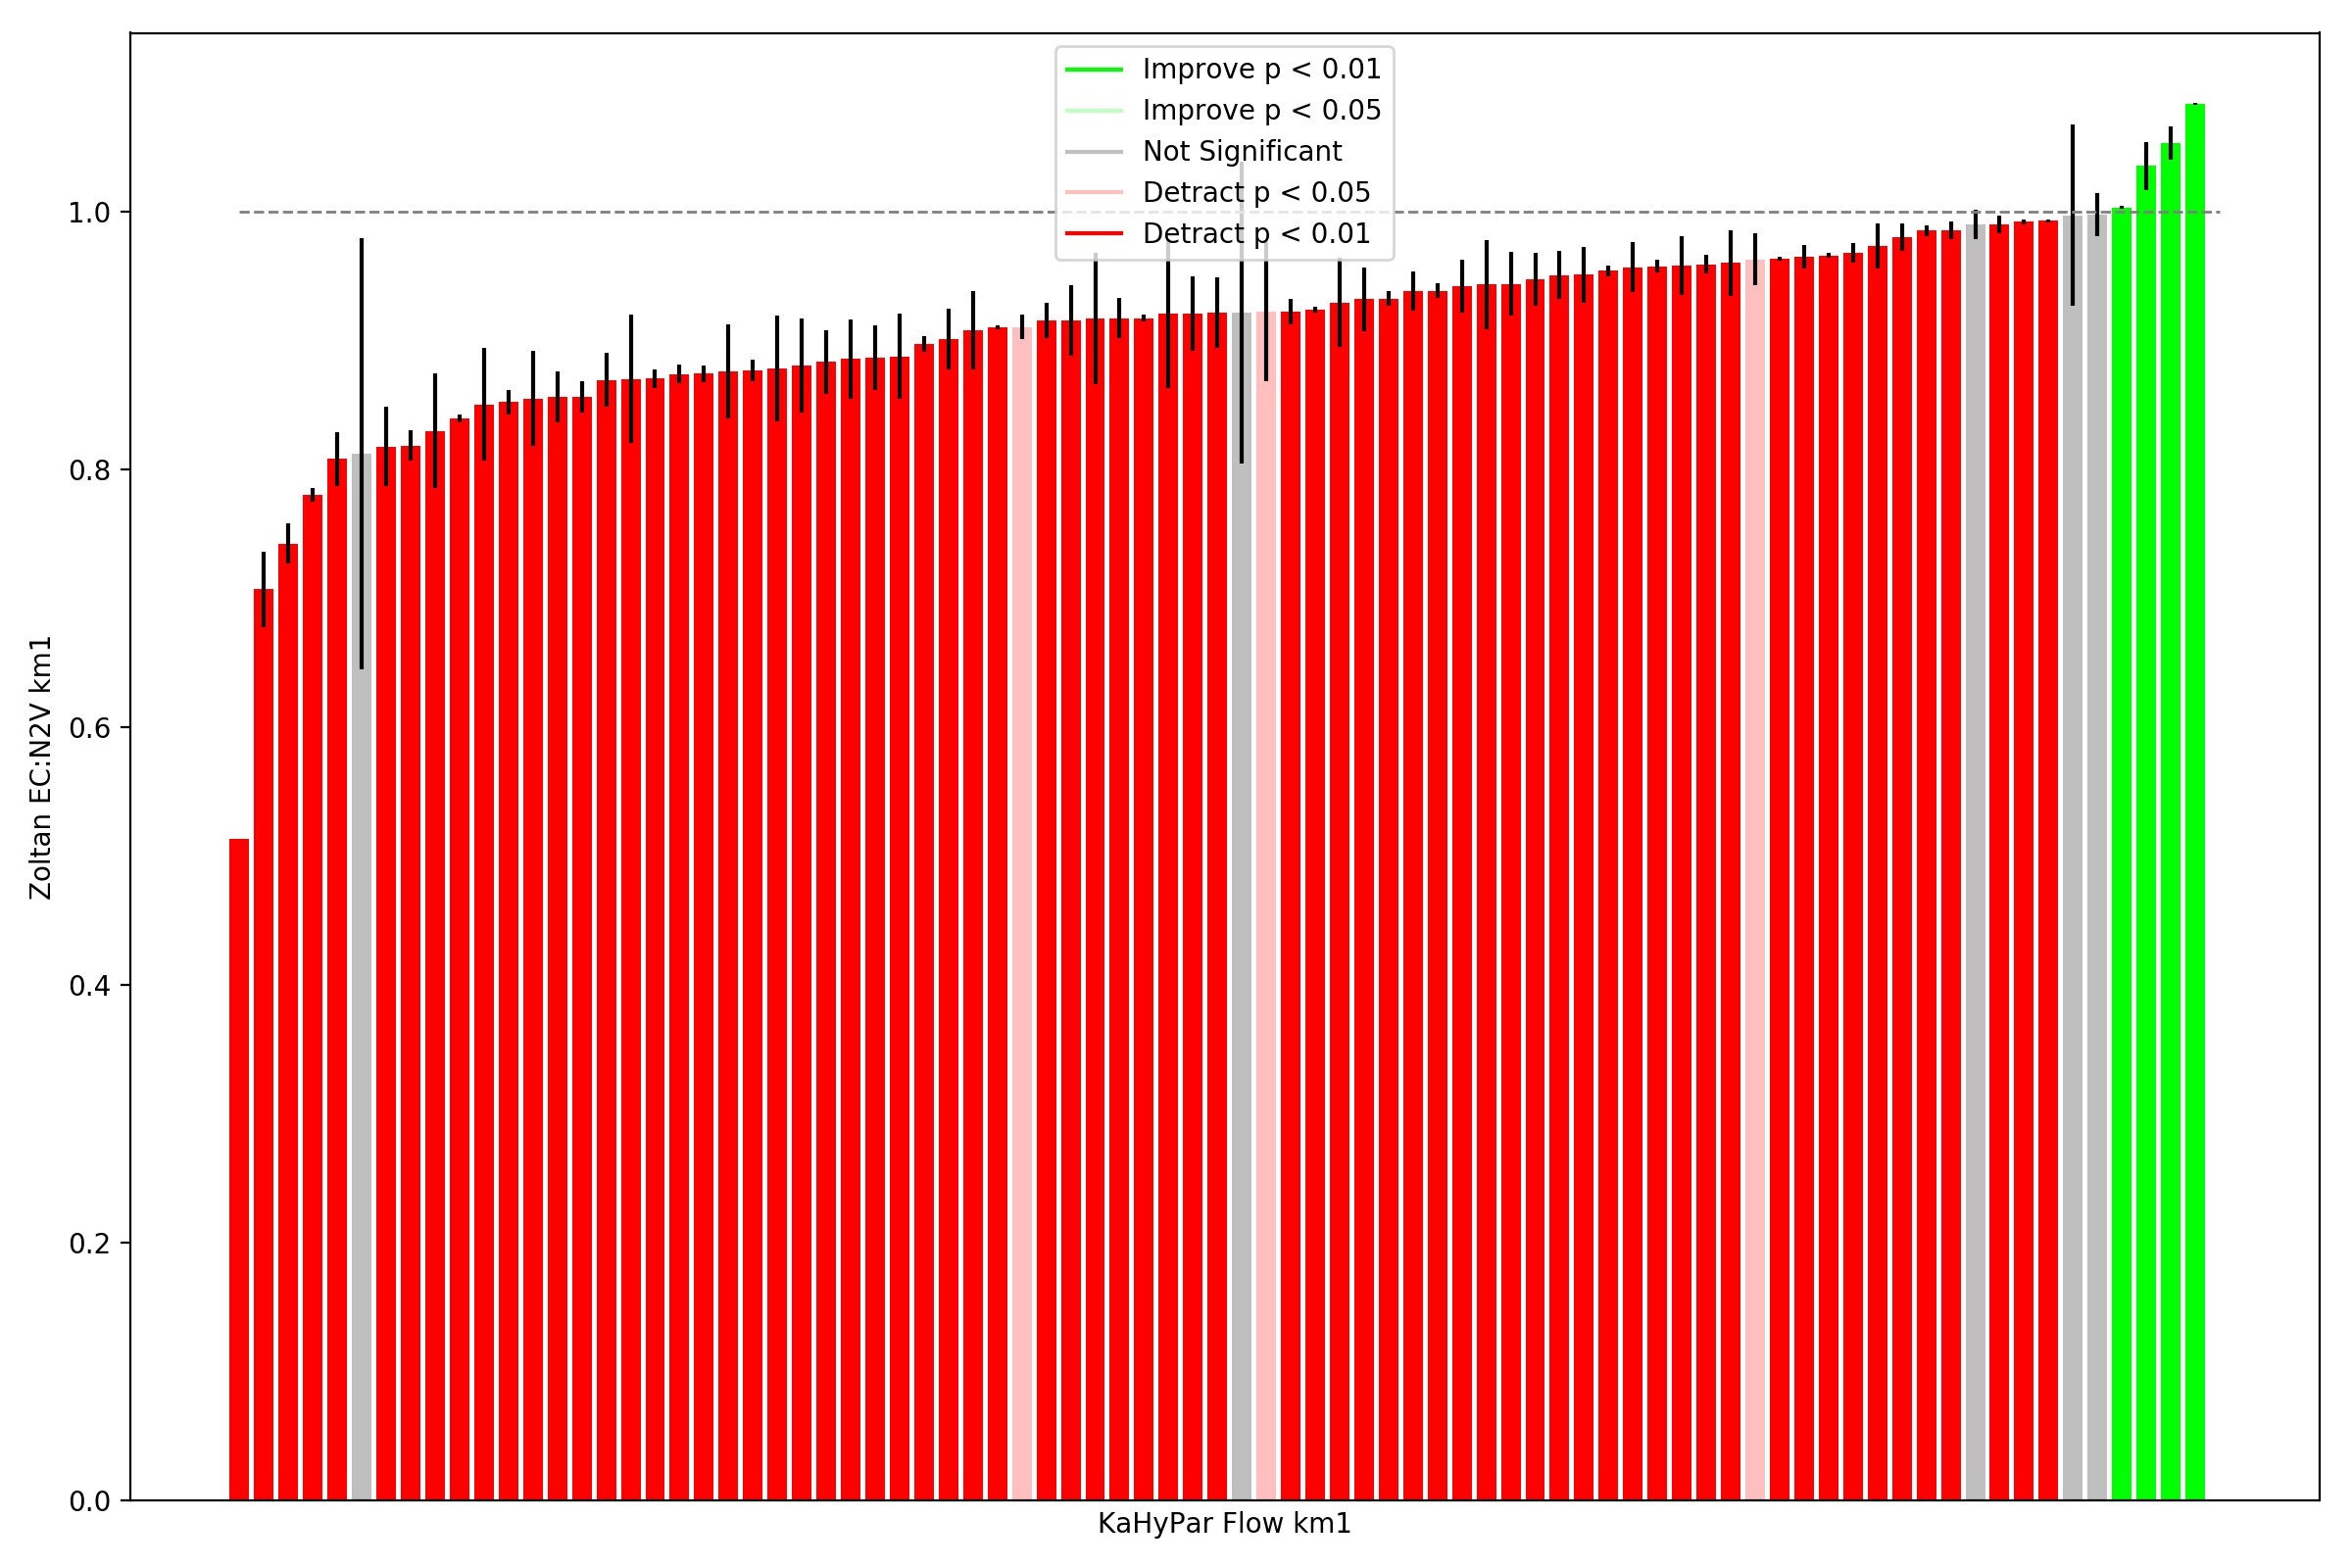 Improve p < 0.01
Improve p < 0.05
Not Significant
Detract p < 0.05
Detract p < 0.01
1.0
0.8
0.6
0.4
0.2
0.0
Zoltan EC:N2V km1
KaHyPar Flow km1